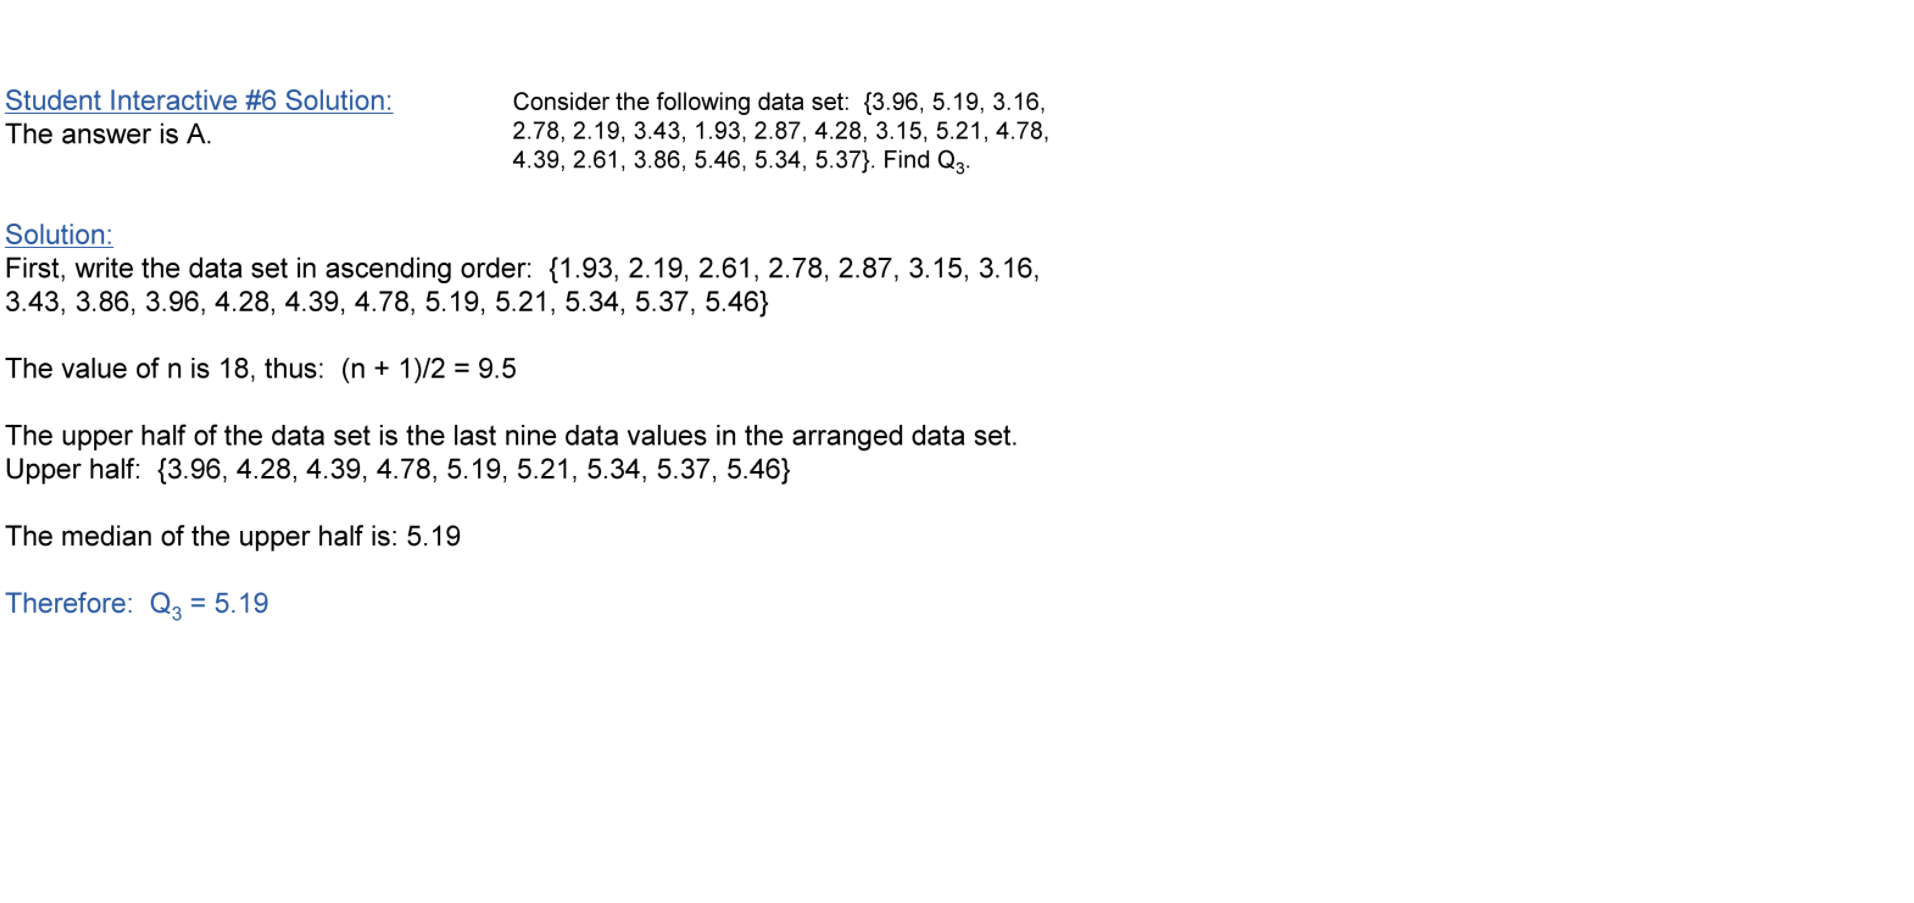 Student Interactive #6 Solution:
The answer is A.
Consider the following data set:  {3.96, 5.19, 3.16,
2.78, 2.19, 3.43, 1.93, 2.87, 4.28, 3.15, 5.21, 4.78,
4.39, 2.61, 3.86, 5.46, 5.34, 5.37}. Find Q₃.
Solution:
First, write the data set in ascending order:  {1.93, 2.19, 2.61, 2.78, 2.87, 3.15, 3.16,
3.43, 3.86, 3.96, 4.28, 4.39, 4.78, 5.19, 5.21, 5.34, 5.37, 5.46}
The value of n is 18, thus:  (n + 1)/2 = 9.5
The upper half of the data set is the last nine data values in the arranged data set.
Upper half:  {3.96, 4.28, 4.39, 4.78, 5.19, 5.21, 5.34, 5.37, 5.46}
The median of the upper half is: 5.19
Therefore:  Q₃ = 5.19